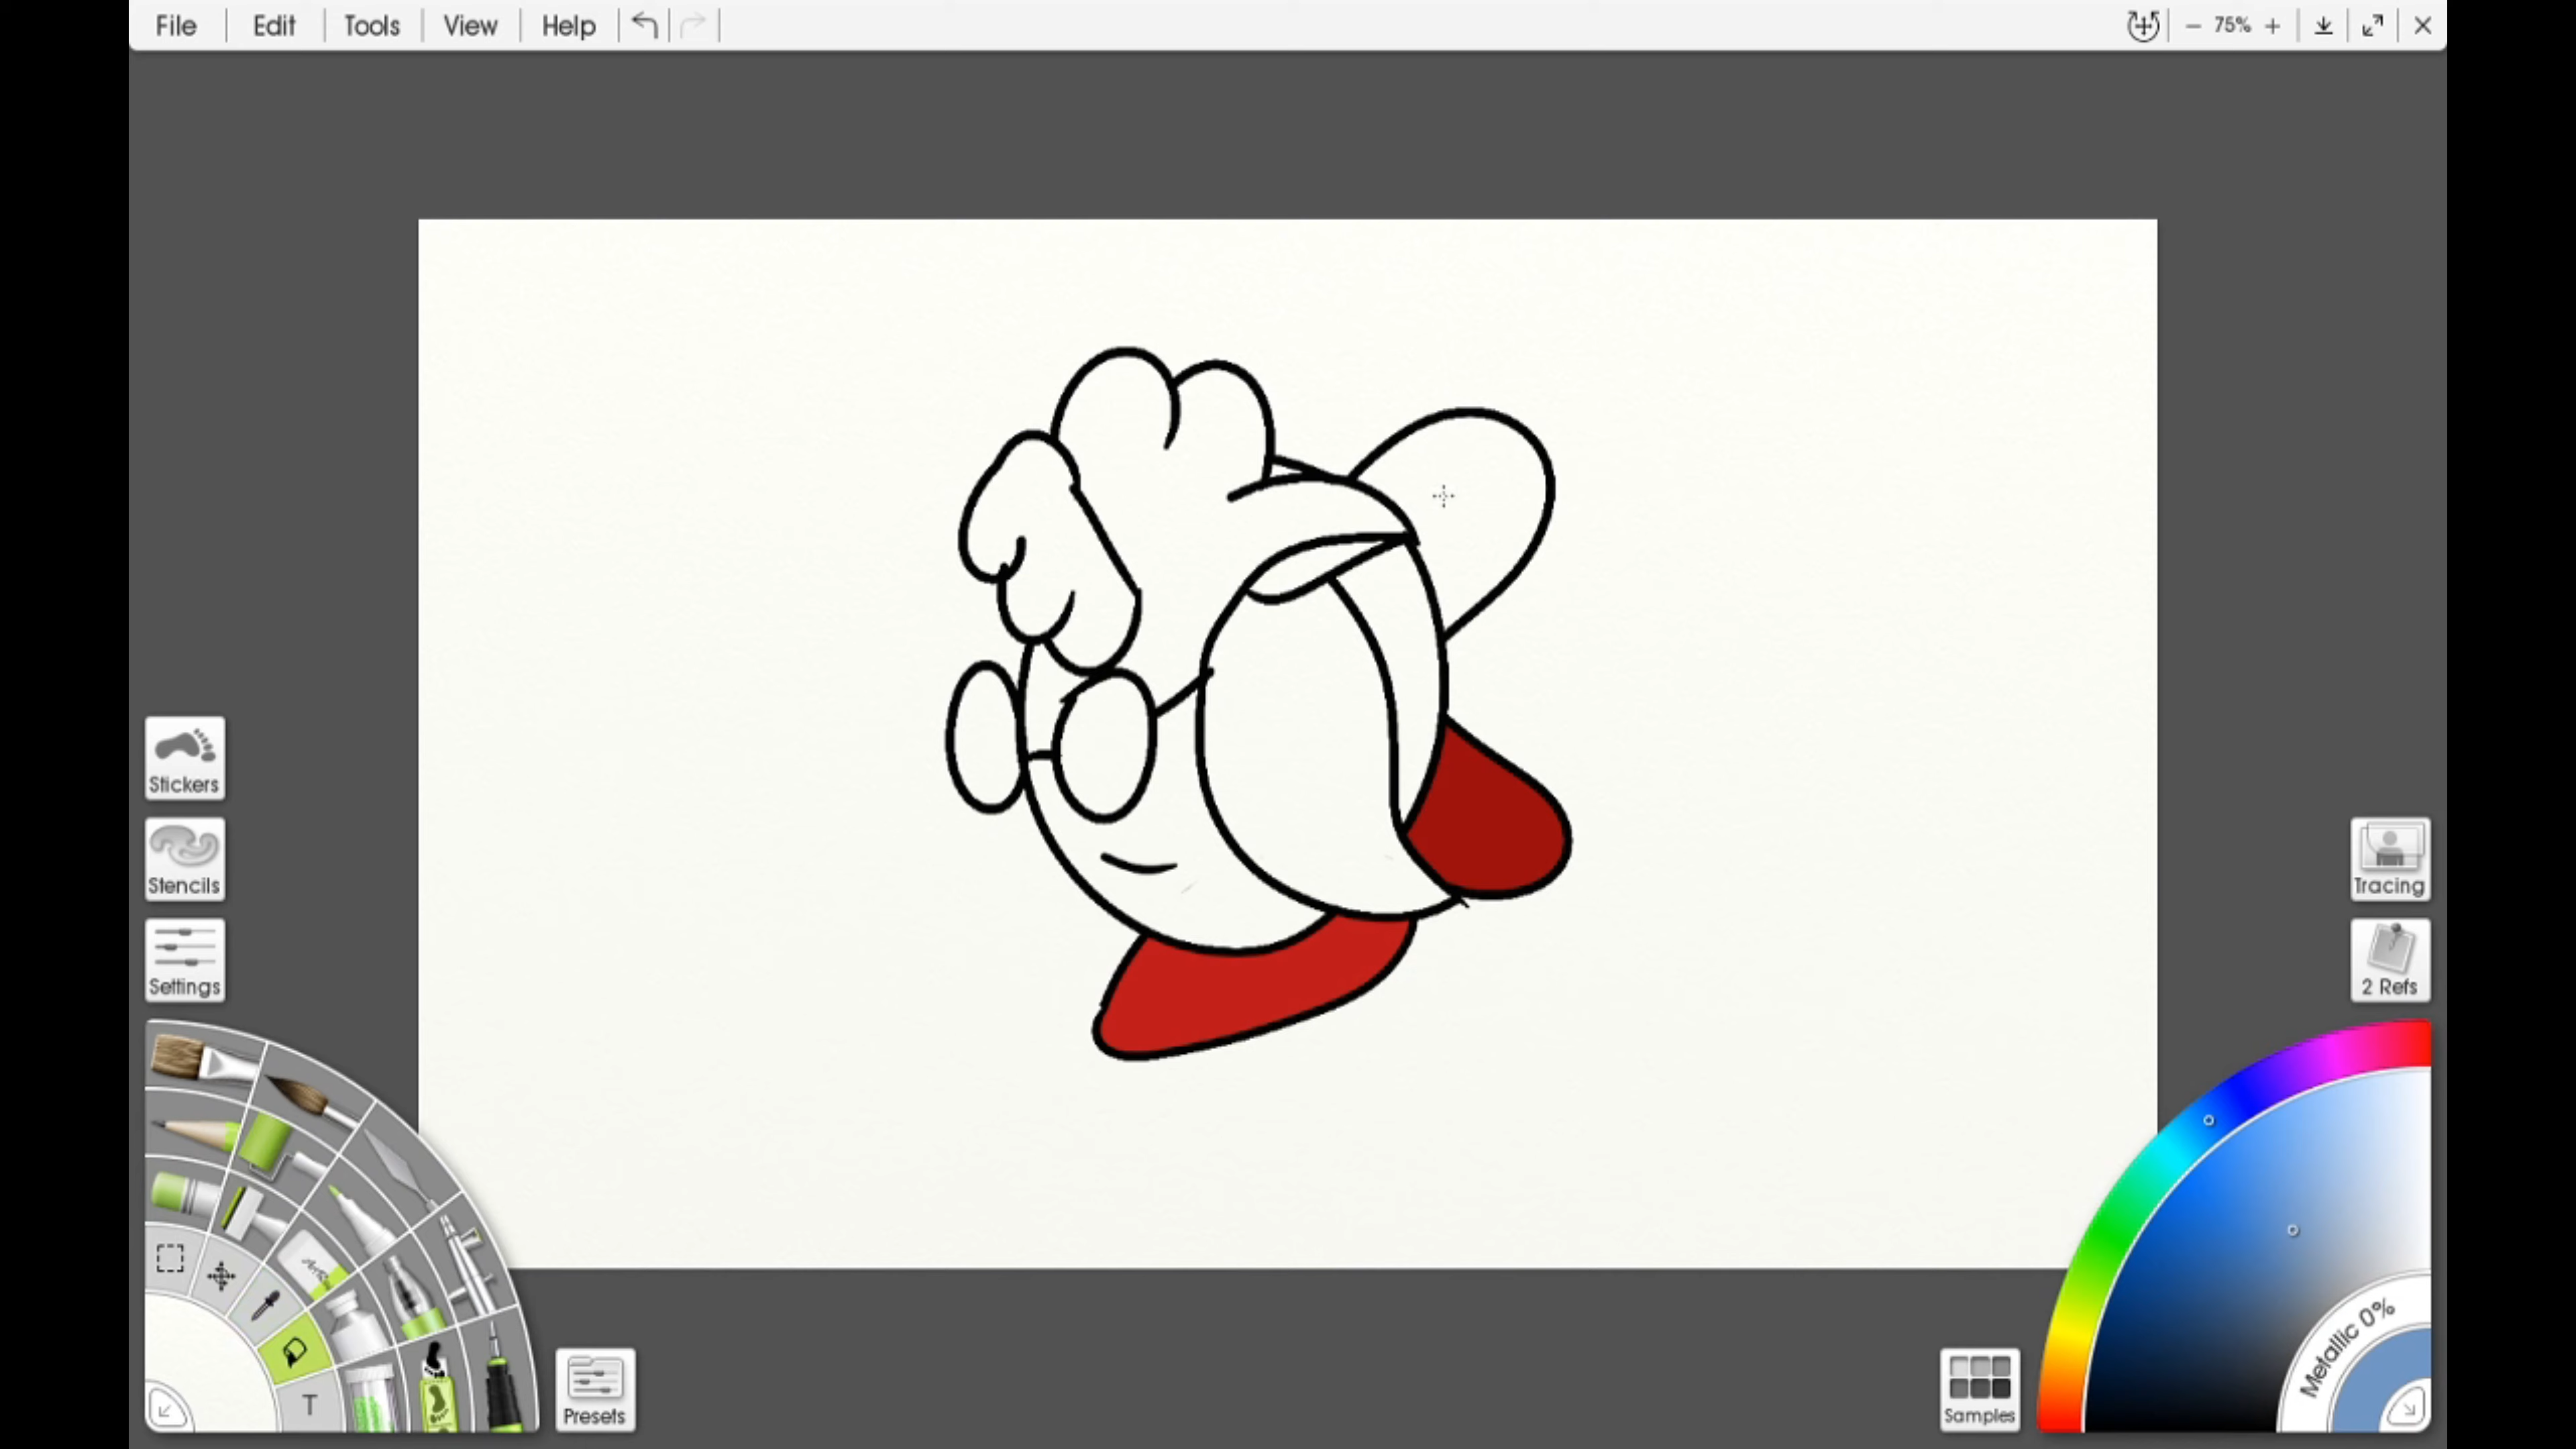 File Edit Tools View Help 75%
Stickers
Stencils
Settings
Tracing
2 Refs
T
Presets
Samples
Metallic 0%